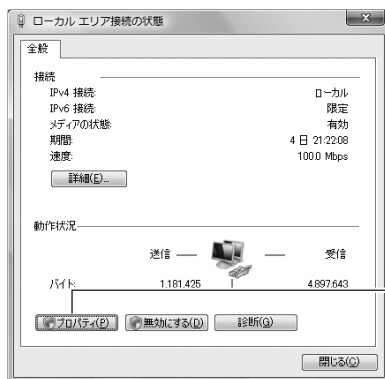 ローカル エリア接続の状態
全般
接続
IPv4 接続: ローカル
IPv6 接続: 限定
メディアの状態: 有効
期間: 4 日 21:22:08
速度: 100.0 Mbps
詳細(E)...
動作状況
送信 受信
バイト: 1,181,425 4,897,643
プロパティ(P) 無効にする(D) 診断(G)
閉じる(C)